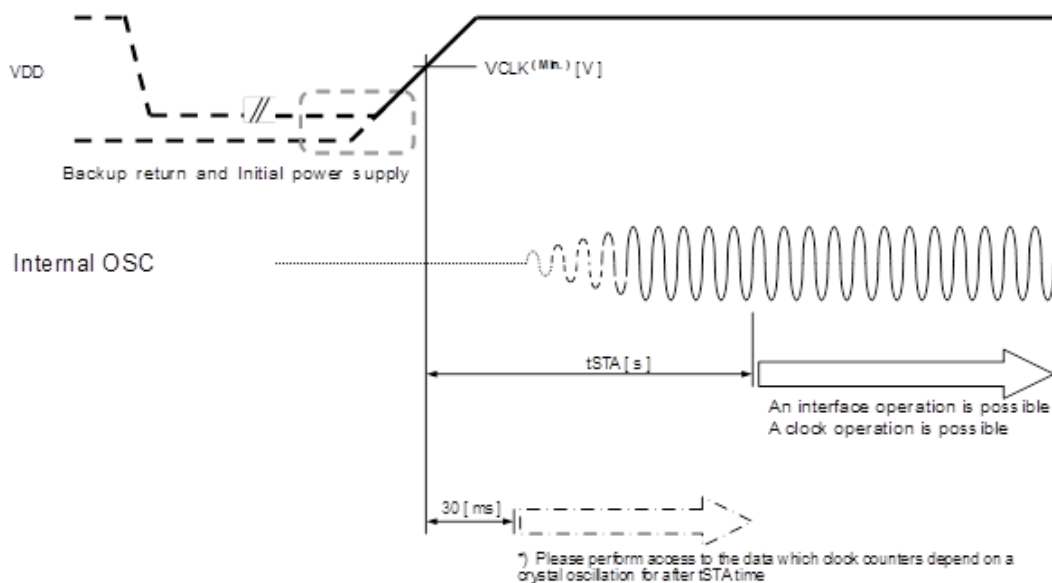 VDD
VCLK(Min.) [V]
Backup return and Initial power supply
Internal OSC
tSTA [ s ]
An interface operation is possible
A clock operation is possible
30 [ ms ]
*) Please perform access to the data which clock counters depend on a
crystal oscillation for after tSTA time